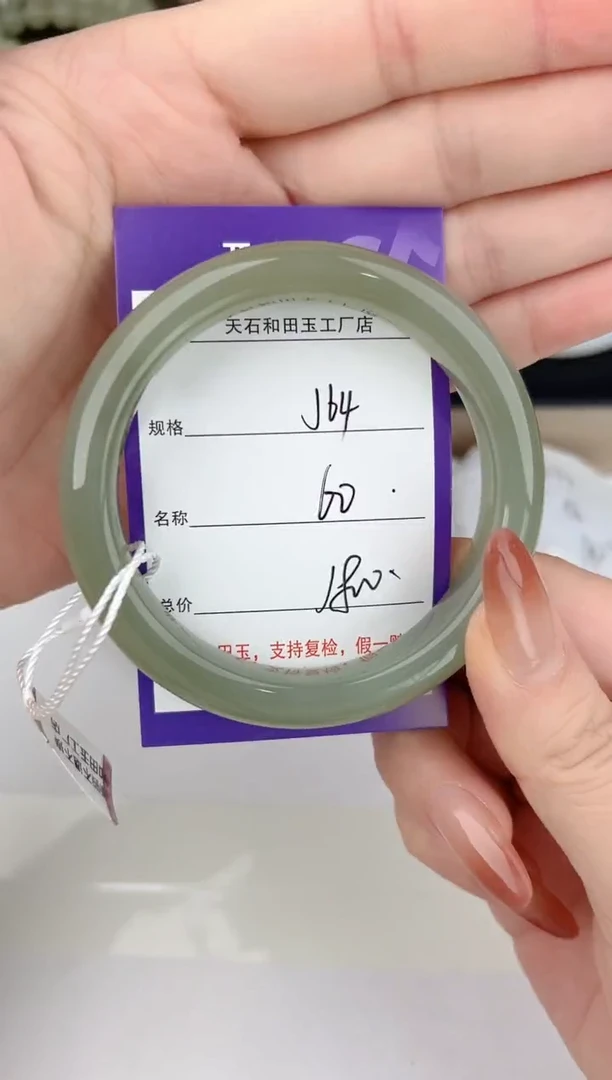 天石和田玉工厂店
规格 J64
名称 60
总价 1800
田玉，支持复检，假一